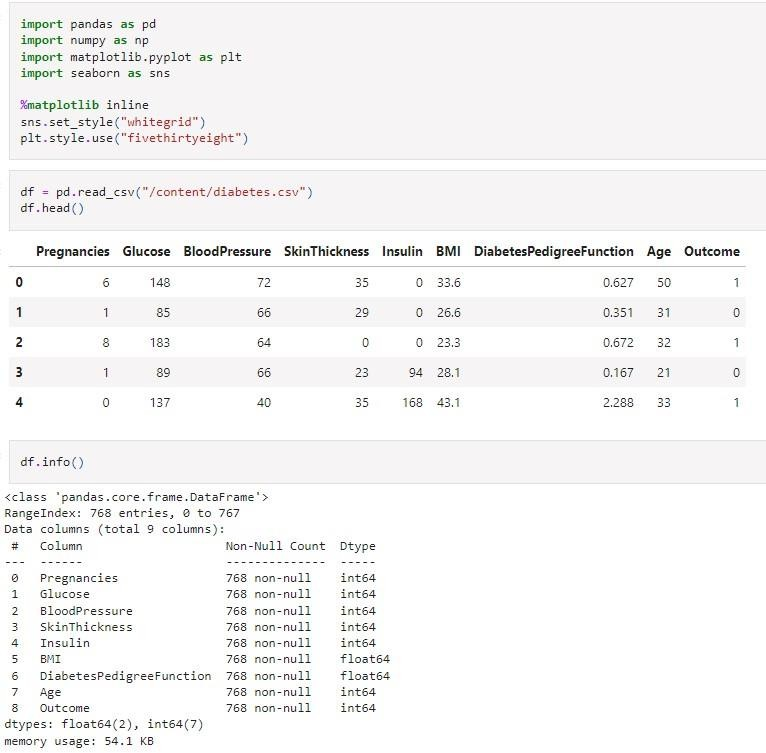 import pandas as pd
import numpy as np
import matplotlib.pyplot as plt
import seaborn as sns
%matplotlib inline
sns.set_style("whitegrid")
plt.style.use("fivethirtyeight")
df = pd.read_csv("/content/diabetes.csv")
df.head()
Pregnancies Glucose BloodPressure SkinThickness Insulin BMI DiabetesPedigreeFunction Age Outcome
0 6 148 72 35 0 33.6 0.627 50 1
1 1 85 66 29 0 26.6 0.351 31 0
2 8 183 64 0 0 23.3 0.672 32 1
3 1 89 66 23 94 28.1 0.167 21 0
4 0 137 40 35 168 43.1 2.288 33 1
df.info()
<class 'pandas.core.frame.DataFrame'>
RangeIndex: 768 entries, 0 to 767
Data columns (total 9 columns):
# Column Non-Null Count Dtype
--- ------ -------------- -----
0 Pregnancies 768 non-null int64
1 Glucose 768 non-null int64
2 BloodPressure 768 non-null int64
3 SkinThickness 768 non-null int64
4 Insulin 768 non-null int64
5 BMI 768 non-null float64
6 DiabetesPedigreeFunction 768 non-null float64
7 Age 768 non-null int64
8 Outcome 768 non-null int64
dtypes: float64(2), int64(7)
memory usage: 54.1 KB